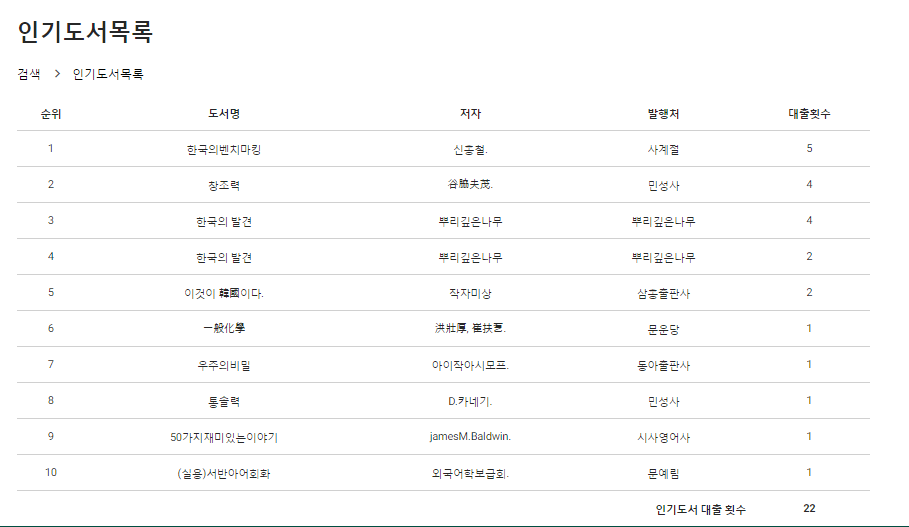 인기도서목록
검색 > 인기도서목록
순위 도서명 저자 발행처 대출횟수
1 한국의벤치마킹 신홍철. 사계절 5
2 창조력 谷脇夫茂. 민성사 4
3 한국의 발견 뿌리깊은나무 뿌리깊은나무 4
4 한국의 발견 뿌리깊은나무 뿌리깊은나무 2
5 이것이 韓國이다. 작자미상 삼홍출판사 2
6 一般化學 洪壯厚, 崔扶蔥. 문운당 1
7 우주의비밀 아이작아시모프. 동아출판사 1
8 통솔력 D.카네기. 민성사 1
9 50가지재미있는이야기 jamesM.Baldwin. 시사영어사 1
10 (실용)서반아어회화 외국어학보급회. 문예림 1
인기도서 대출 횟수 22